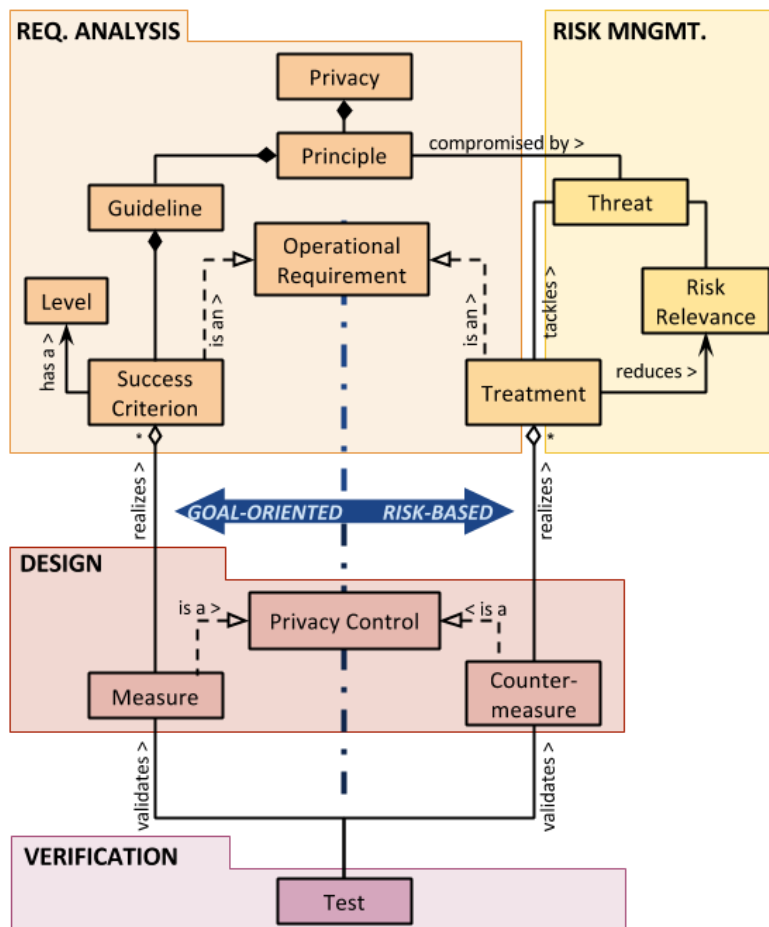 REQ. ANALYSIS
RISK MNGMT.
Privacy
Principle
compromised by >
Guideline
Threat
Operational
Requirement
Level
Risk
Relevance
is an >
is an >
tackles >
has a >
reduces >
Success
Criterion
Treatment
*
*
realizes >
realizes >
GOAL-ORIENTED
RISK-BASED
DESIGN
is a >
< is a
Privacy Control
Measure
Counter-
measure
validates >
validates >
VERIFICATION
Test